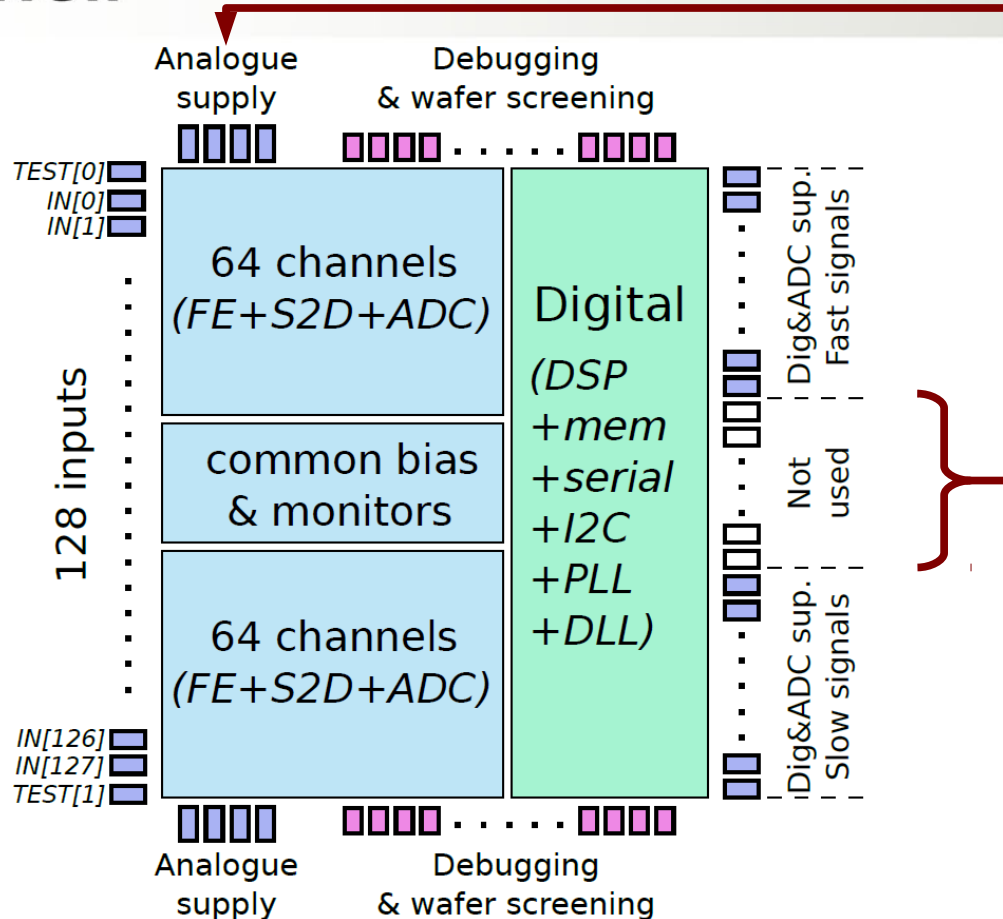 Analogue
supply
Debugging
& wafer screening
TEST[0]
IN[0]
IN[1]
128 inputs
IN[126]
IN[127]
TEST[1]
64 channels
(FE+S2D+ADC)
common bias
& monitors
64 channels
(FE+S2D+ADC)
Digital
(DSP
+mem
+serial
+I2C
+PLL
+DLL)
Dig&ADC sup.
Fast signals
Not
used
Dig&ADC sup.
Slow signals
Analogue
supply
Debugging
& wafer screening